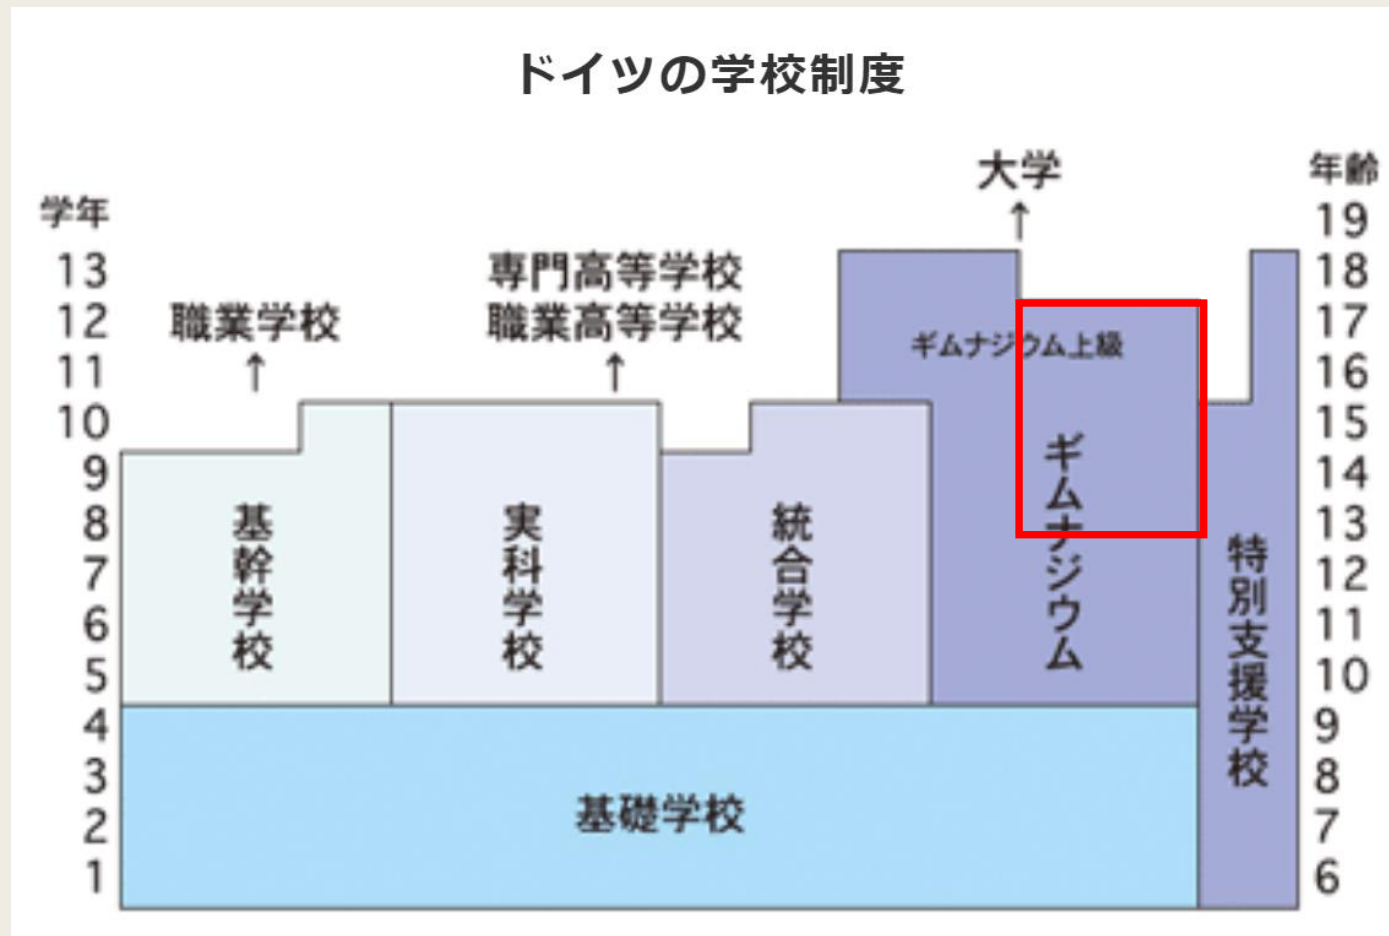 ドイツの学校制度
大学
年齢
学年
19
13
専門高等学校
18
12
職業学校
職業高等学校
17
ギムナジウム上級
11
16
10
15
9
14
8
13
7
12
6
11
5
10
4
9
3
8
2
7
1
6
基幹学校
実科学校
統合学校
ギムナジウム
特別支援学校
基礎学校
↑
↑
↑